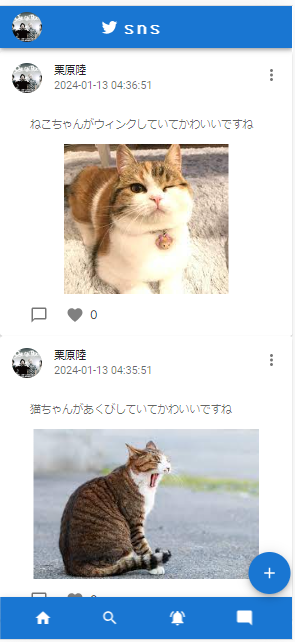 sns
栗原陸
2024-01-13 04:36:51
ねこちゃんがウィンクしていてかわいいですね
0
栗原陸
2024-01-13 04:35:51
猫ちゃんがあくびしていてかわいいですね